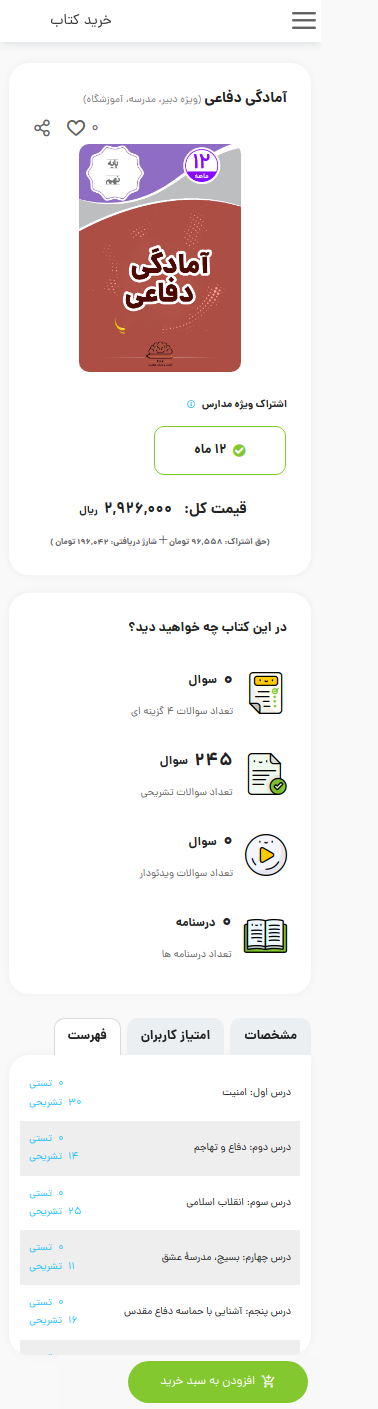 خرید کتاب
آمادگی دفاعی (ویژه دبیر، مدرسه، آموزشگاه)
۰
۱۲
ماهه
پایه
نهم
آمادگی
دفاعی
اشتراک ویژه مدارس
۱۲ ماه
قیمت کل: ۲,۹۲۶,۰۰۰ ریال
(حق اشتراک: ۹۶,۵۵۸ تومان + شارژ دریافتی: ۱۹۶,۰۴۲ تومان )
در این کتاب چه خواهید دید؟
۰ سوال
تعداد سوالات ۴ گزینه ای
۲۴۵ سوال
تعداد سوالات تشریحی
۰ سوال
تعداد سوالات ویدئودار
۰ درسنامه
تعداد درسنامه ها
مشخصات
امتیاز کاربران
فهرست
درس اول: امنیت
۰ تستی
۳۰ تشریحی
درس دوم: دفاع و تهاجم
۰ تستی
۱۴ تشریحی
درس سوم: انقلاب اسلامی
۰ تستی
۲۵ تشریحی
درس چهارم: بسیج، مدرسهٔ عشق
۰ تستی
۱۱ تشریحی
درس پنجم: آشنایی با حماسه دفاع مقدس
۰ تستی
۱۶ تشریحی
افزودن به سبد خرید